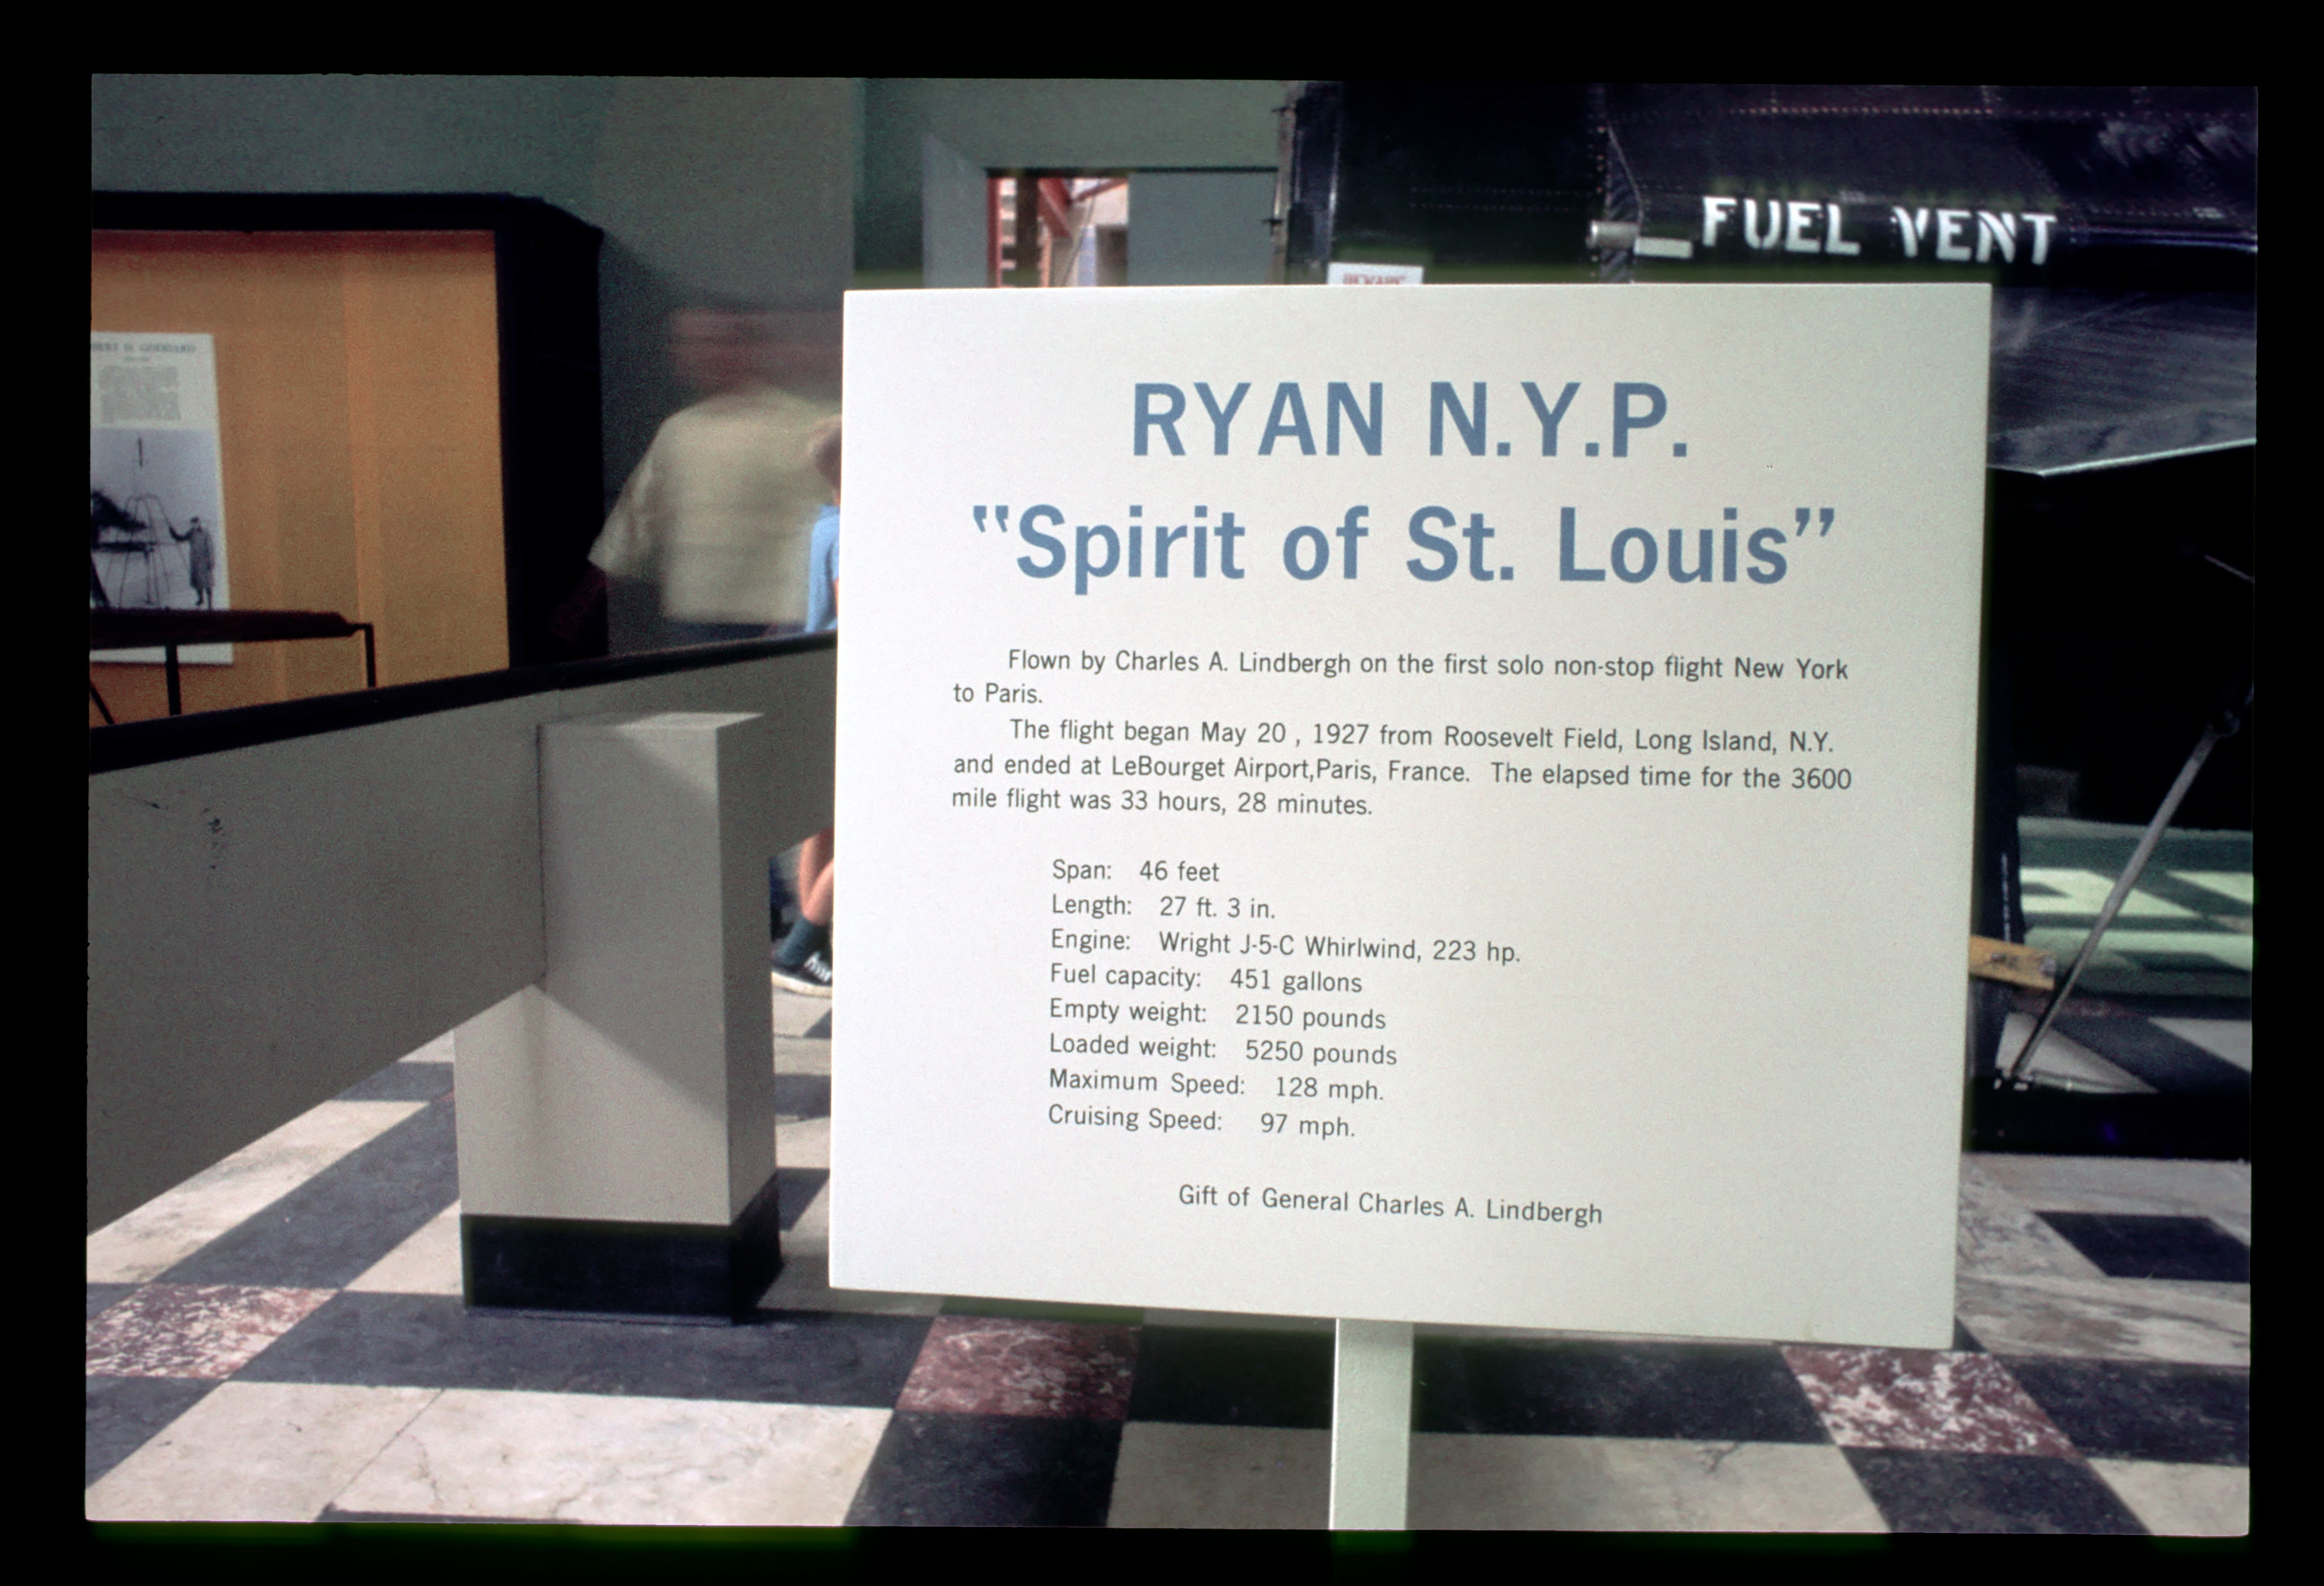 FUEL VENT
BEWARE
GODDARD
RYAN N.Y.P.
"Spirit of St. Louis"
Flown by Charles A. Lindbergh on the first solo non-stop flight New York
to Paris.
The flight began May 20 , 1927 from Roosevelt Field, Long Island, N.Y.
and ended at LeBourget Airport,Paris, France. The elapsed time for the 3600
mile flight was 33 hours, 28 minutes.
Span: 46 feet
Length: 27 ft. 3 in.
Engine: Wright J-5-C Whirlwind, 223 hp.
Fuel capacity: 451 gallons
Empty weight: 2150 pounds
Loaded weight: 5250 pounds
Maximum Speed: 128 mph.
Cruising Speed: 97 mph.
Gift of General Charles A. Lindbergh